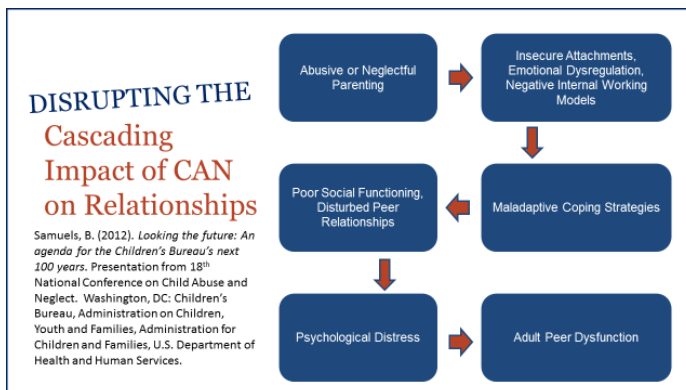 DISRUPTING THE
Cascading
Impact of CAN
on Relationships
Samuels, B. (2012). Looking the future: An
agenda for the Children's Bureau's next
100 years. Presentation from 18th
National Conference on Child Abuse and
Neglect. Washington, DC: Children's
Bureau, Administration on Children,
Youth and Families, Administration for
Children and Families, U.S. Department of
Health and Human Services.
Abusive or Neglectful
Parenting
Insecure Attachments,
Emotional Dysregulation,
Negative Internal Working
Models
Maladaptive Coping Strategies
Poor Social Functioning,
Disturbed Peer
Relationships
Psychological Distress
Adult Peer Dysfunction